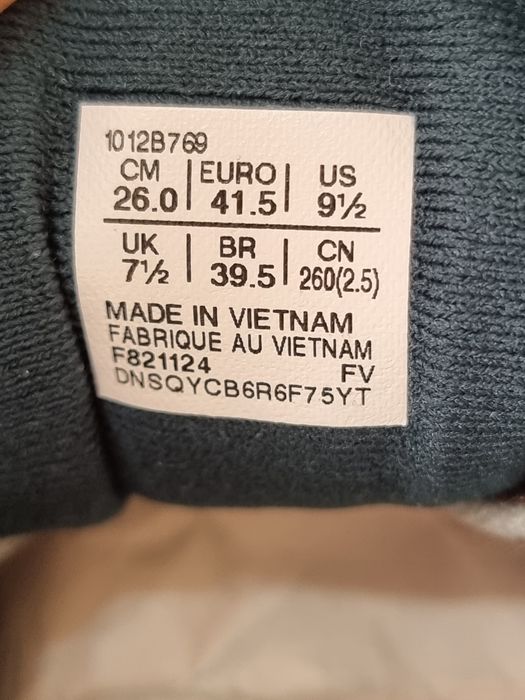 1012B769
CM | EURO | US
26.0 | 41.5 | 9½
UK | BR | CN
7½ | 39.5 | 260(2.5)
MADE IN VIETNAM
FABRIQUE AU VIETNAM
F821124 FV
DNSQYCB6R6F75YT